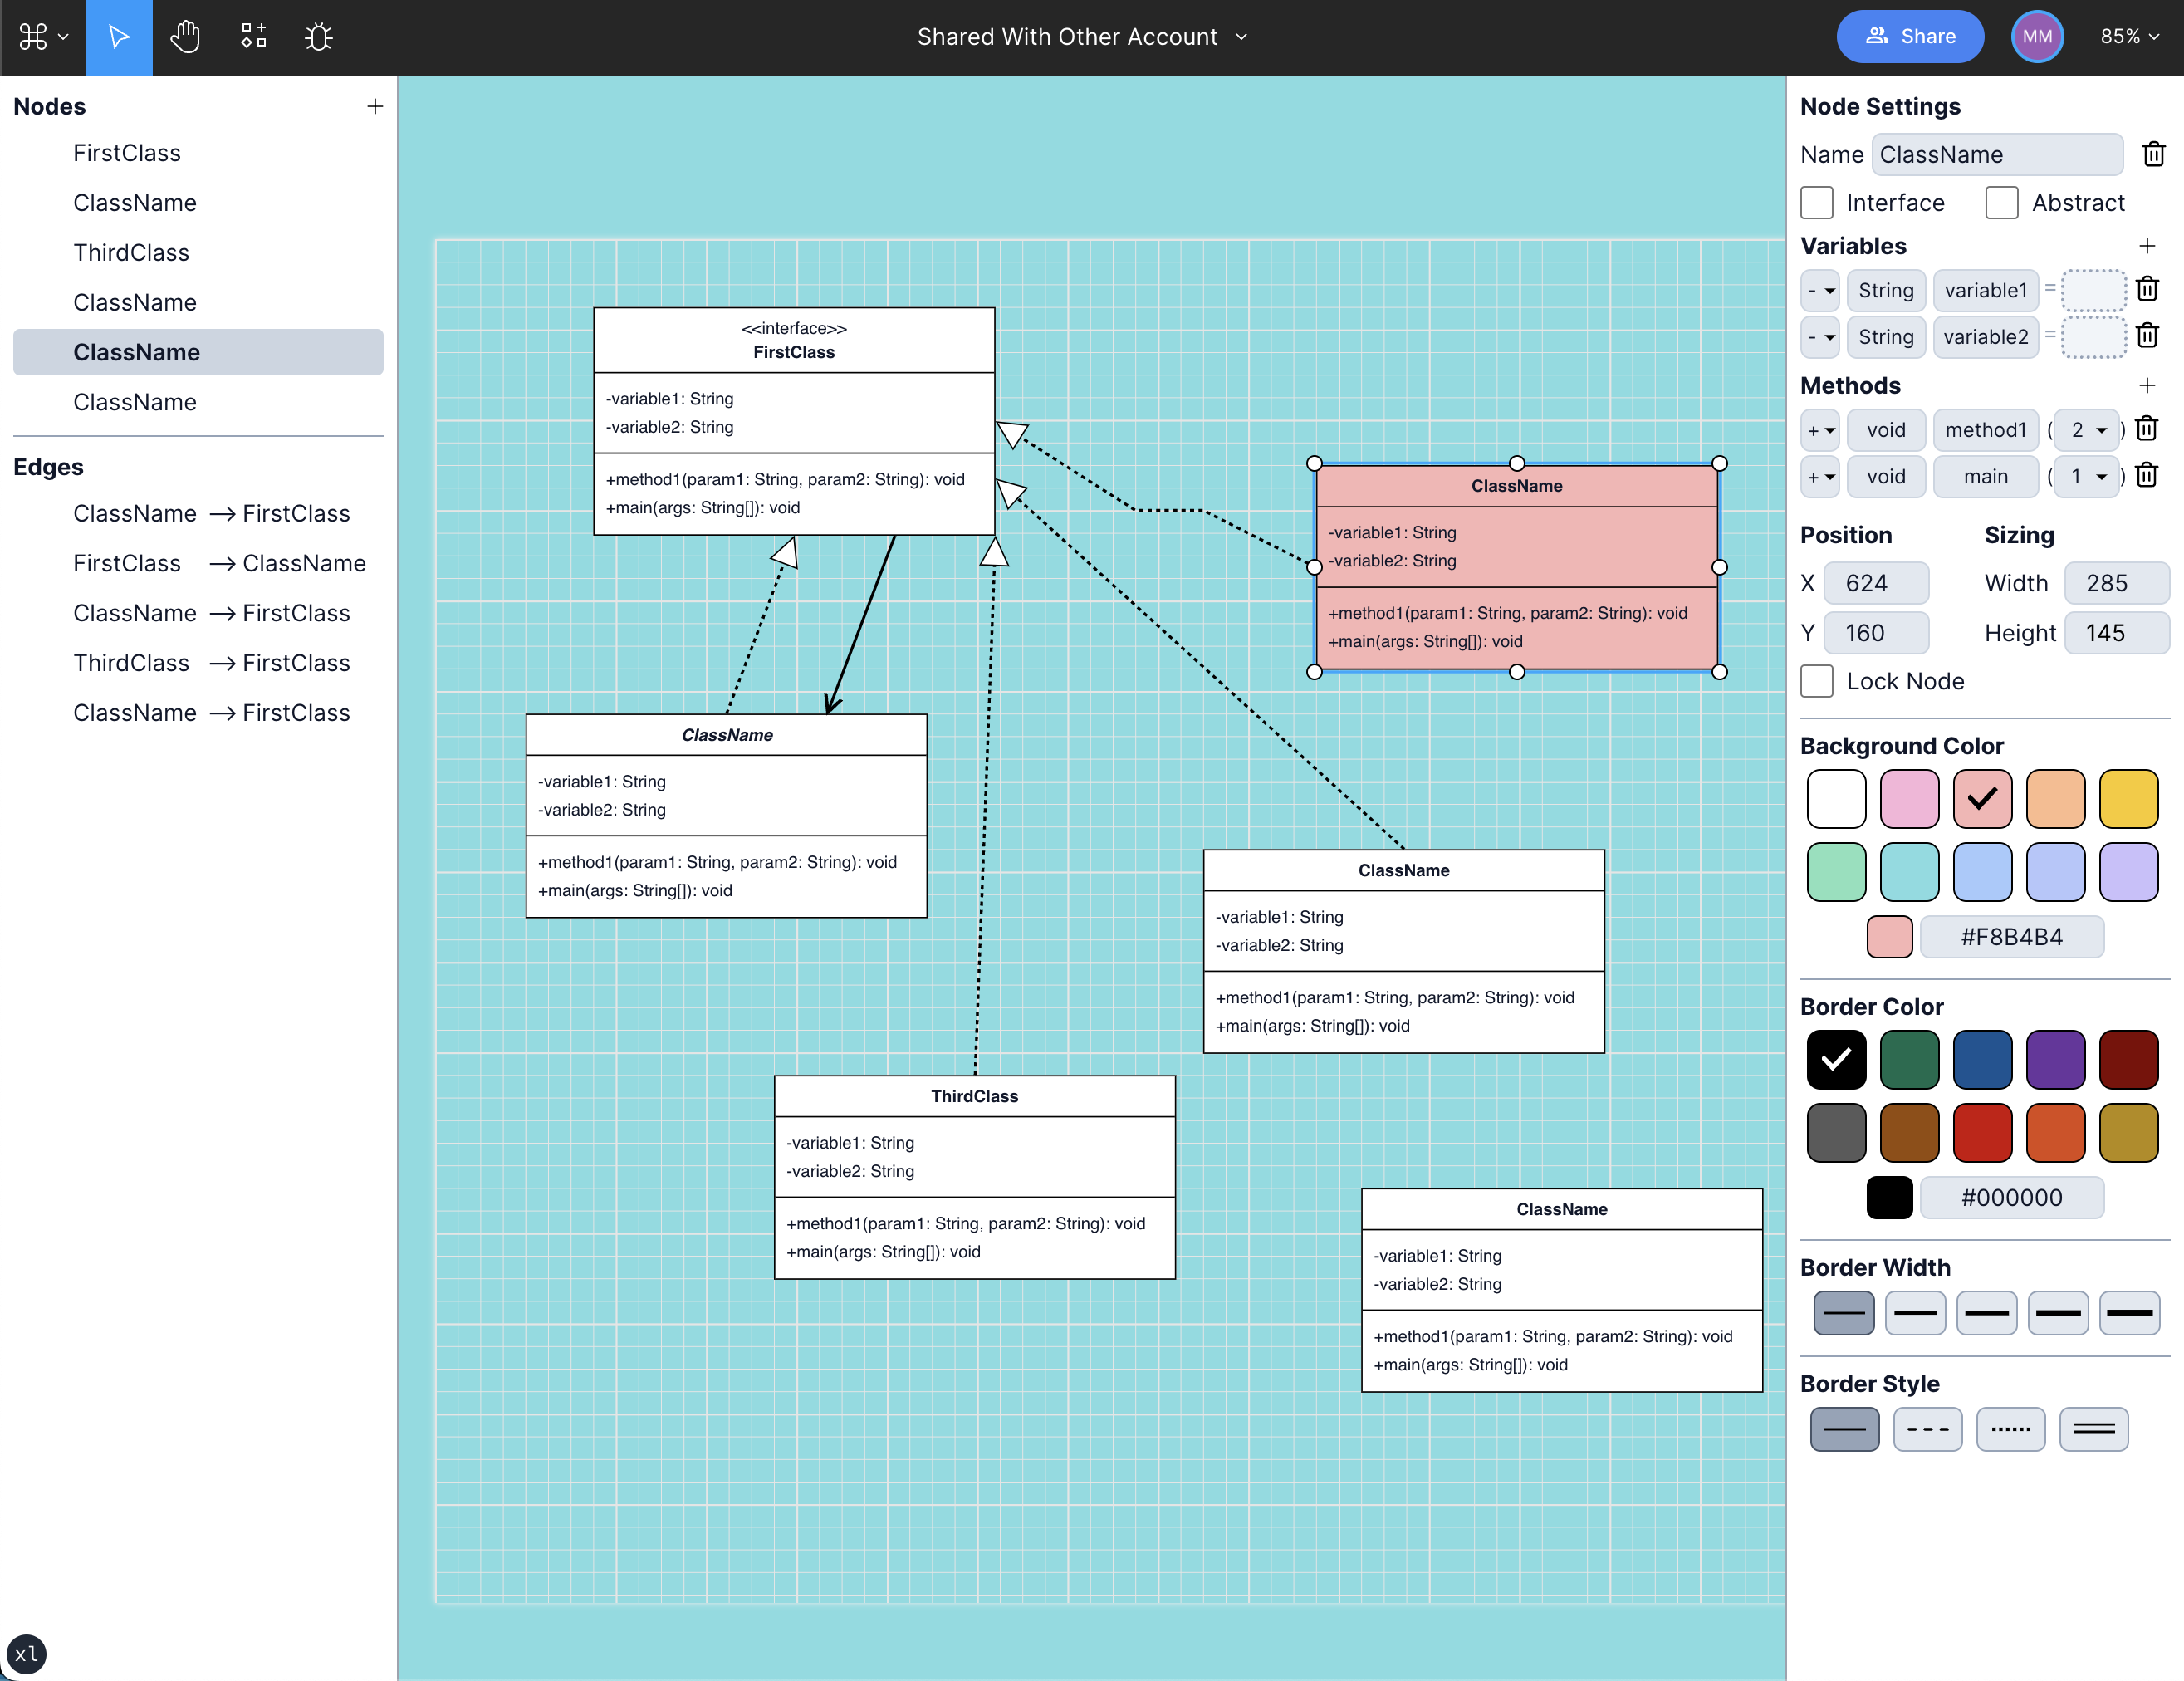 Shared With Other Account
Share
MM
85%
Nodes
FirstClass
ClassName
ThirdClass
ClassName
ClassName
ClassName
Edges
ClassName → FirstClass
FirstClass → ClassName
ClassName → FirstClass
ThirdClass → FirstClass
ClassName → FirstClass
xl
<<interface>>
FirstClass
-variable1: String
-variable2: String
+method1(param1: String, param2: String): void
+main(args: String[]): void
ClassName
-variable1: String
-variable2: String
+method1(param1: String, param2: String): void
+main(args: String[]): void
ClassName
-variable1: String
-variable2: String
+method1(param1: String, param2: String): void
+main(args: String[]): void
ClassName
-variable1: String
-variable2: String
+method1(param1: String, param2: String): void
+main(args: String[]): void
ThirdClass
-variable1: String
-variable2: String
+method1(param1: String, param2: String): void
+main(args: String[]): void
ClassName
-variable1: String
-variable2: String
+method1(param1: String, param2: String): void
+main(args: String[]): void
Node Settings
Name ClassName
Interface Abstract
Variables
- String variable1 =
- String variable2 =
Methods
+ void method1 ( 2 )
+ void main ( 1 )
Position Sizing
X 624 Width 285
Y 160 Height 145
Lock Node
Background Color
#F8B4B4
Border Color
#000000
Border Width
Border Style